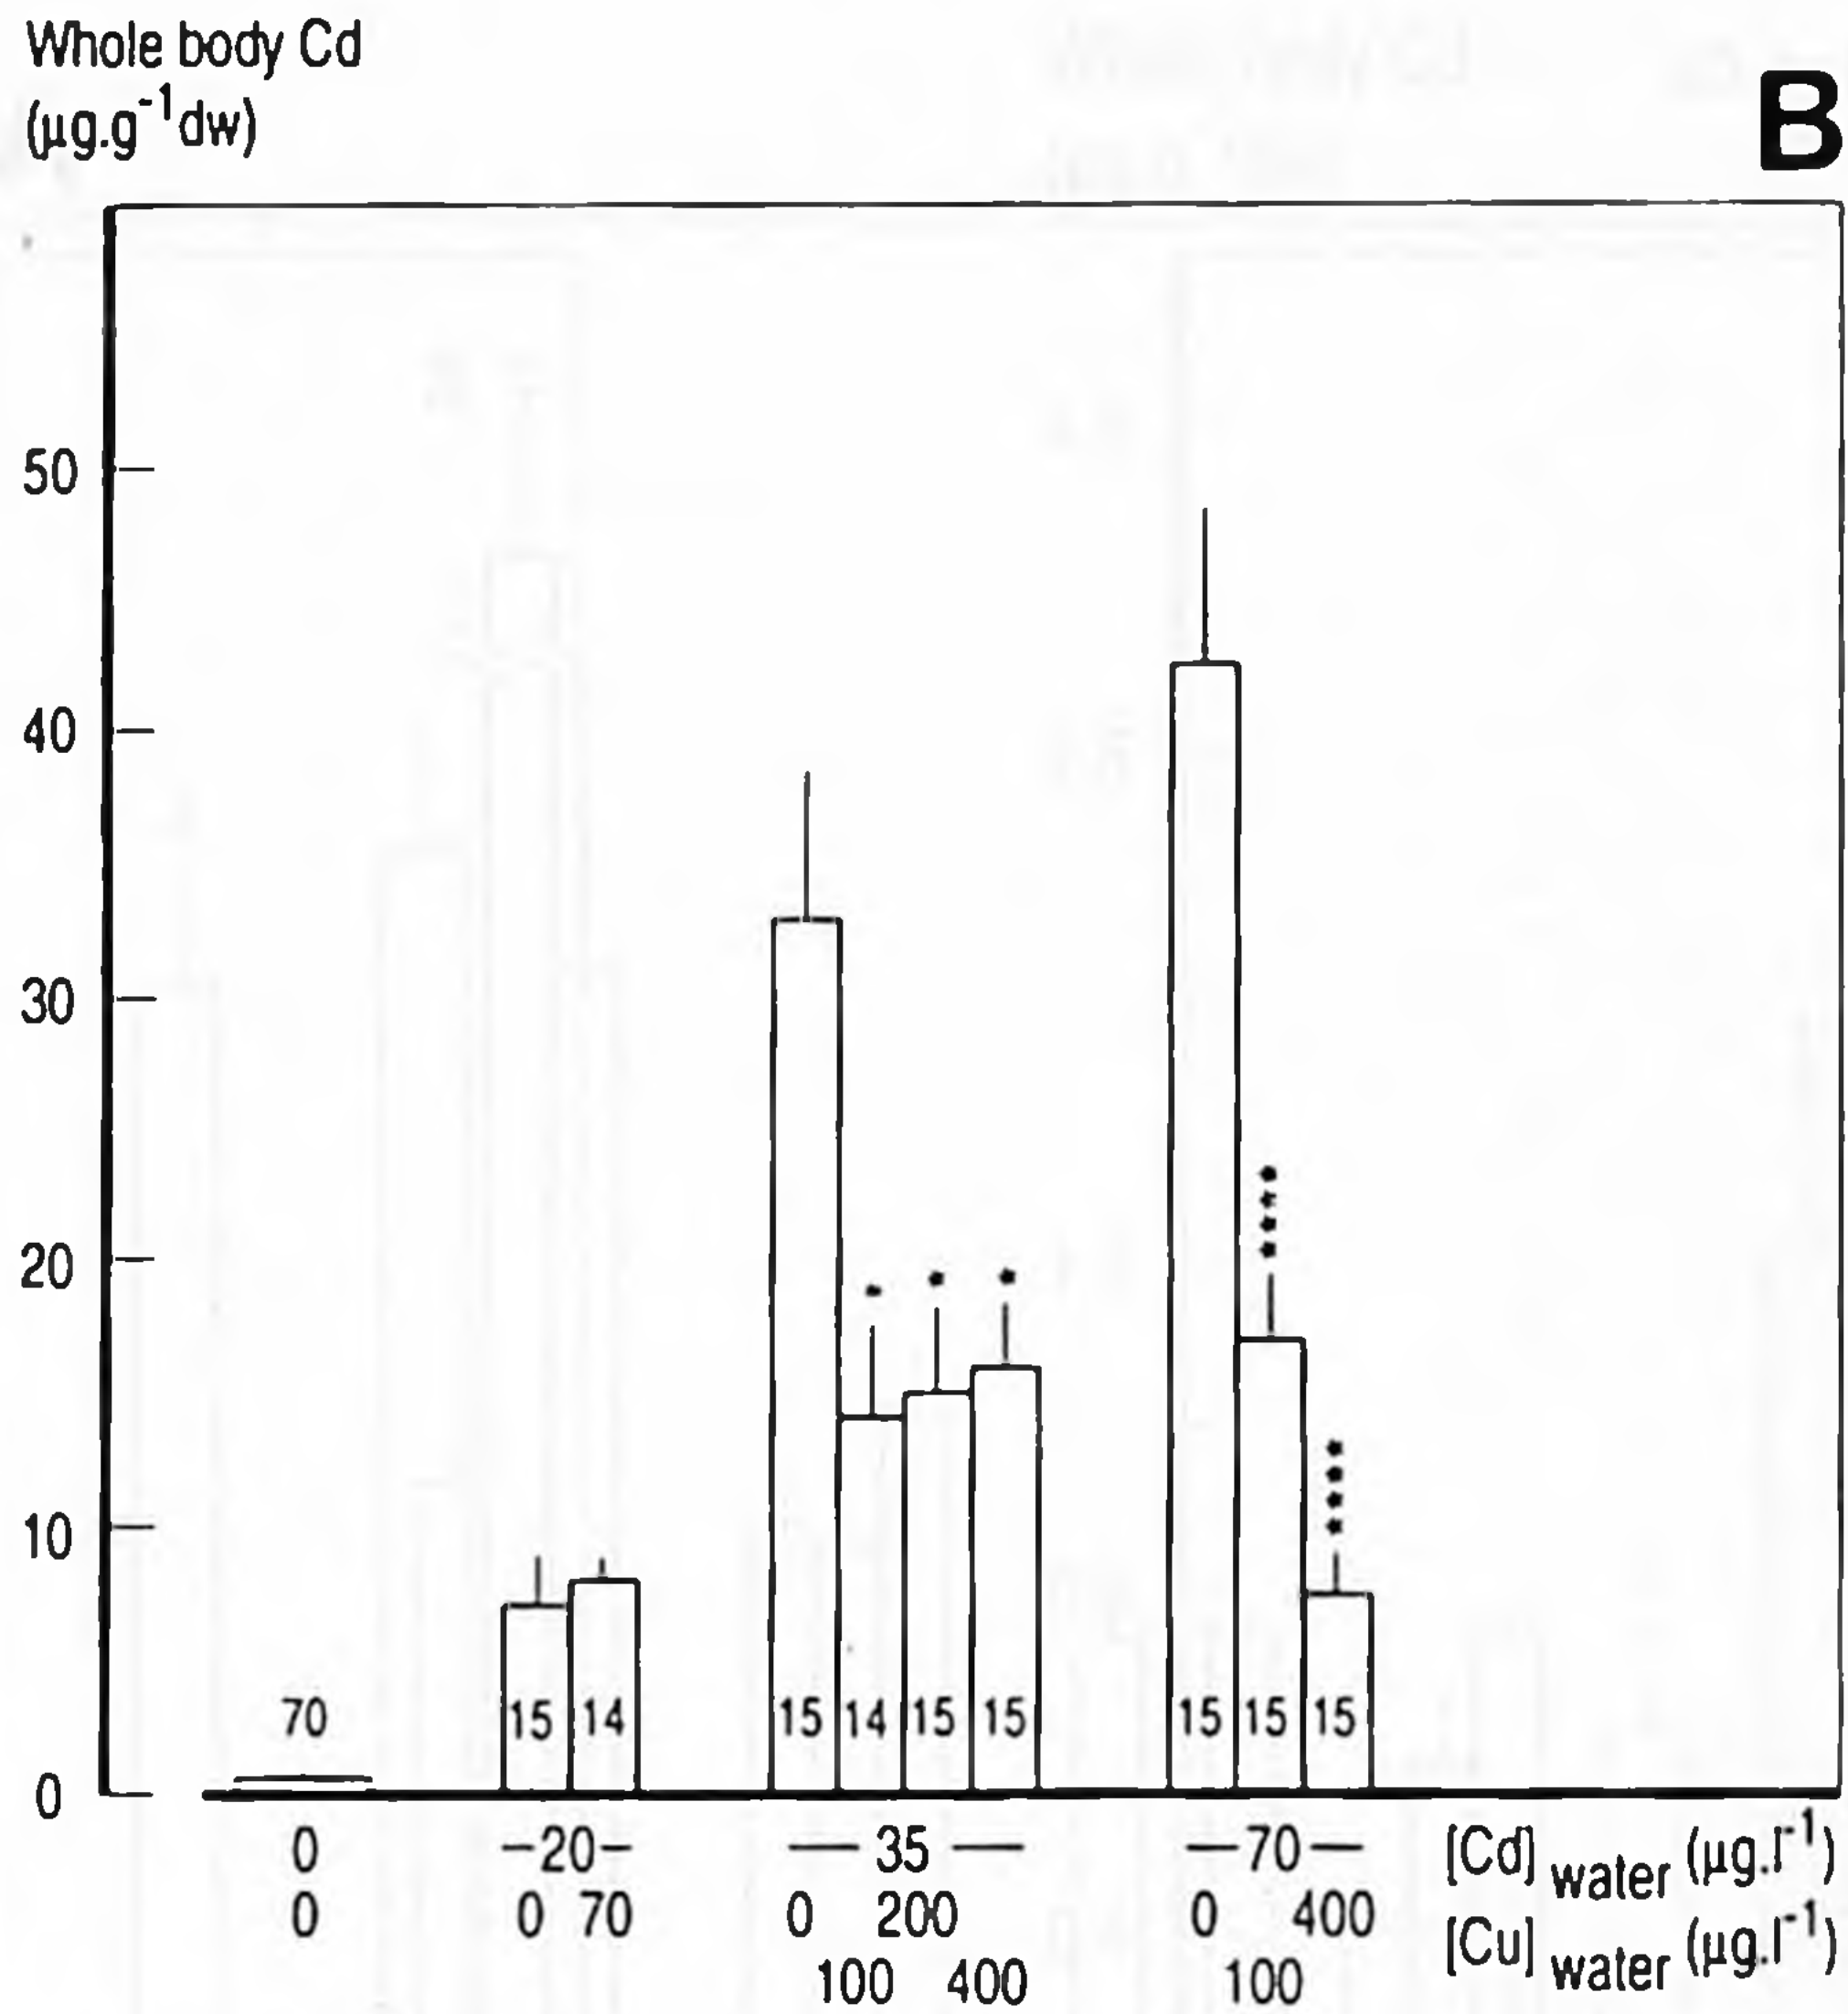 Whole body Cd
(µg.g⁻¹dw)
B
50
40
30
20
10
0
70
15 14
15 14 15 15
15 15 15
0 –20– — 35 — —70— [Cd] water (µg.l⁻¹)
0 0 70 0 200 0 400 [Cu] water (µg.l⁻¹)
100 400 100